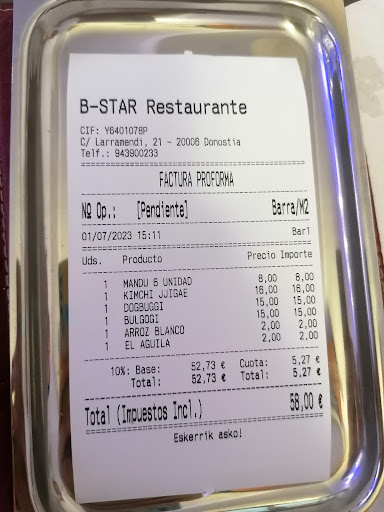 B-STAR Restaurante
CIF: Y6401076P
C/ Larramendi, 21 - 20006 Donostia
Telf.: 943900233
FACTURA PROFORMA
Nº Op.: [Pendiente] Barra/M2
01/07/2023 15:11 Bar1
Uds. Producto Precio Importe
1 MANDU 6 UNIDAD 8,00 8,00
1 KIMCHI JJIGAE 16,00 16,00
1 DOGBUGGI 15,00 15,00
1 BULGOGI 15,00 15,00
1 ARROZ BLANCO 2,00 2,00
1 EL AGUILA 2,00 2,00
10%: Base: 52,73 € Cuota: 5,27 €
Total: 52,73 € Total: 5,27 €
Total (Impuestos Incl.) 58,00 €
Eskerrik asko!